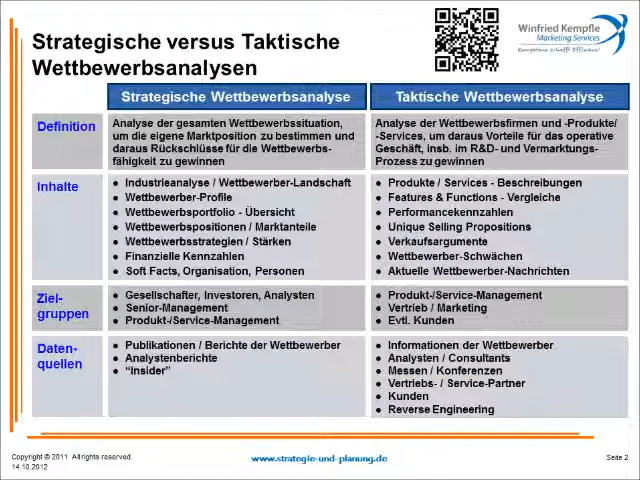 Strategische versus Taktische
Wettbewerbsanalysen
Winfried Kempfle
Marketing Services
Kompetenz schafft Effizienz!
Strategische Wettbewerbsanalyse
Taktische Wettbewerbsanalyse
Definition
Analyse der gesamten Wettbewerbssituation,
um die eigene Marktposition zu bestimmen und
daraus Rückschlüsse für die Wettbewerbs-
fähigkeit zu gewinnen
Analyse der Wettbewerbsfirmen und -Produkte/
-Services, um daraus Vorteile für das operative
Geschäft, insb. im R&D- und Vermarktungs-
Prozess zu gewinnen
Inhalte
● Industrieanalyse / Wettbewerber-Landschaft
● Wettbewerber-Profile
● Wettbewerbsportfolio - Übersicht
● Wettbewerbspositionen / Marktanteile
● Wettbewerbsstrategien / Stärken
● Finanzielle Kennzahlen
● Soft Facts, Organisation, Personen
● Produkte / Services - Beschreibungen
● Features & Functions - Vergleiche
● Performancekennzahlen
● Unique Selling Propositions
● Verkaufsargumente
● Wettbewerber-Schwächen
● Aktuelle Wettbewerber-Nachrichten
Ziel-
gruppen
● Gesellschafter, Investoren, Analysten
● Senior-Management
● Produkt-/Service-Management
● Produkt-/Service-Management
● Vertrieb / Marketing
● Evtl. Kunden
Daten-
quellen
● Publikationen / Berichte der Wettbewerber
● Analystenberichte
● “Insider”
● Informationen der Wettbewerber
● Analysten / Consultants
● Messen / Konferenzen
● Vertriebs- / Service-Partner
● Kunden
● Reverse Engineering
Copyright © 2011 All rights reserved.
14.10.2012
www.strategie-und-planung.de
Seite 2